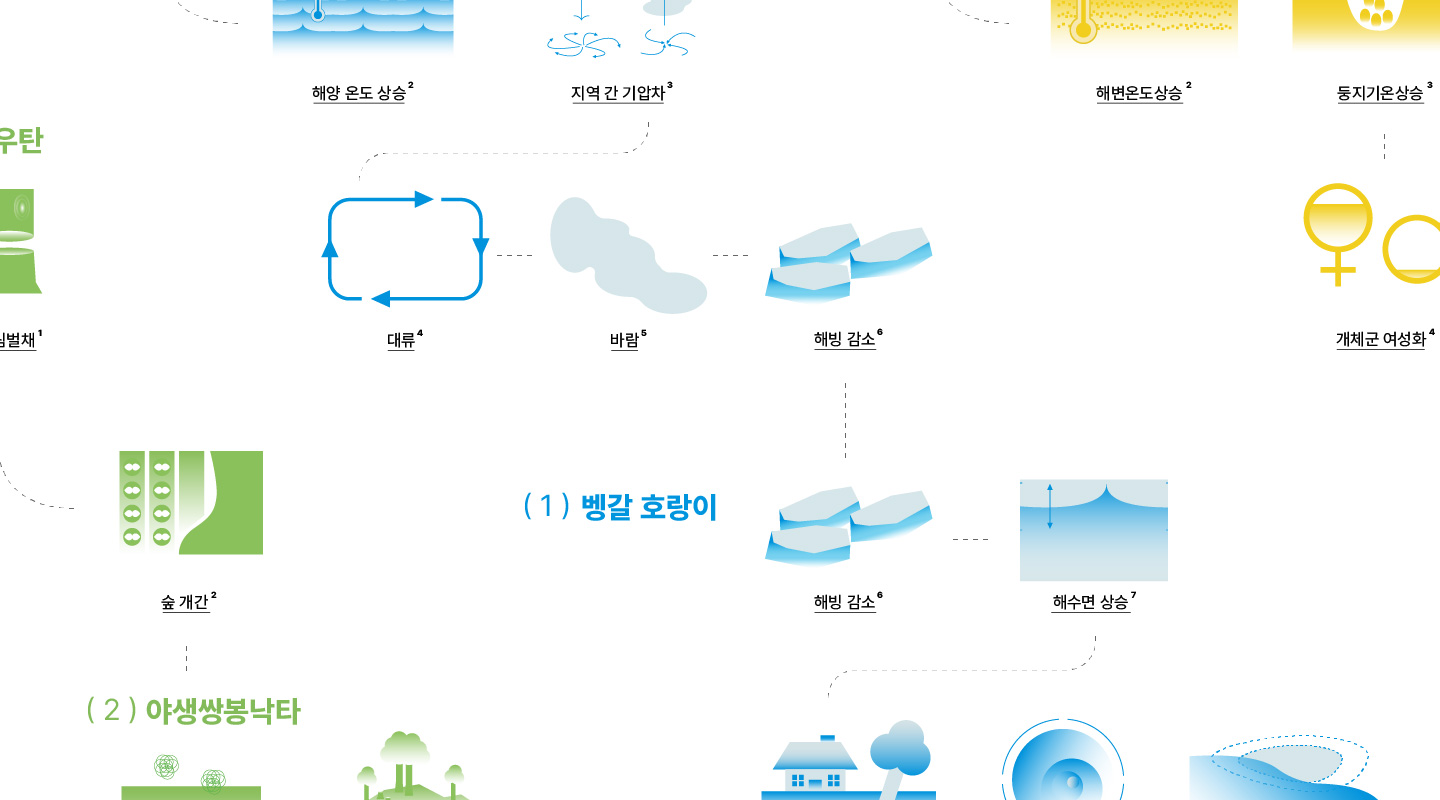 해양 온도 상승²
지역 간 기압차³
해변온도상승²
둥지기온상승³
우탄
벌채¹
대류⁴
바람⁵
해빙 감소⁶
개체군 여성화⁴
(1) 벵갈 호랑이
숲 개간²
해빙 감소⁶
해수면 상승⁷
(2) 야생쌍봉낙타